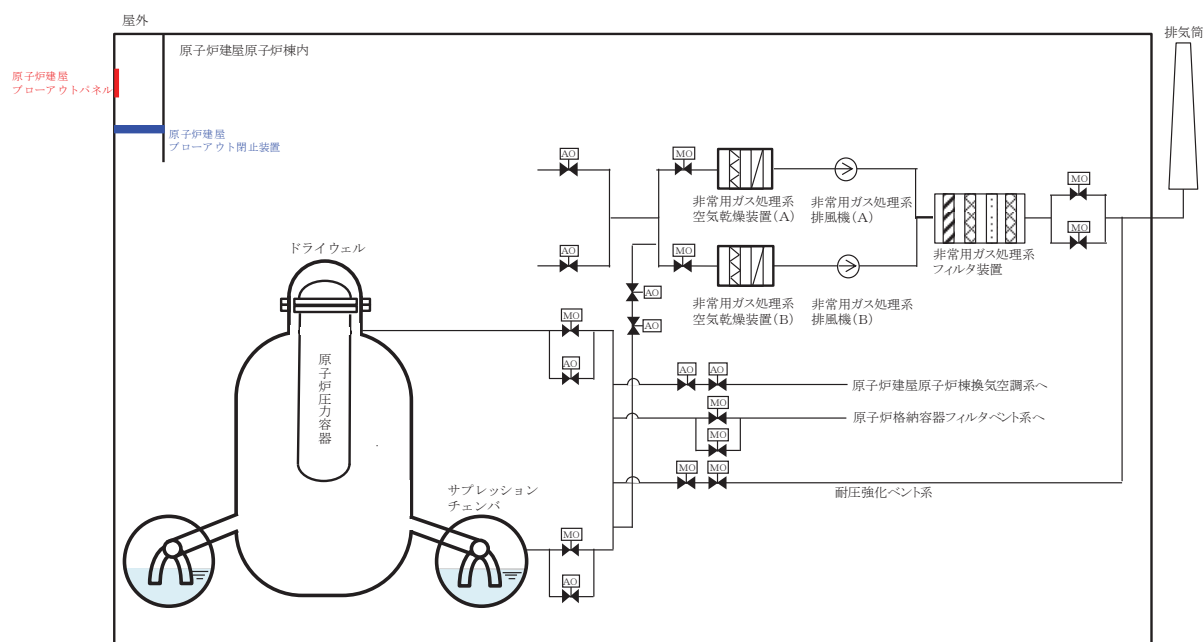 屋外
排気筒
原子炉建屋原子炉棟内
原子炉建屋
ブローアウトパネル
原子炉建屋
ブローアウト閉止装置
AO
MO
MO
MO
非常用ガス処理系
空気乾燥装置(A)
非常用ガス処理系
排風機(A)
AO
MO
非常用ガス処理系
フィルタ装置
ドライウェル
AO
非常用ガス処理系
空気乾燥装置(B)
非常用ガス処理系
排風機(B)
MO
AO
AO
原子炉圧力容器
AO
AO
原子炉建屋原子炉棟換気空調系へ
MO
原子炉格納容器フィルタベント系へ
MO
MO
MO
耐圧強化ベント系
サプレッション
チェンバ
MO
AO